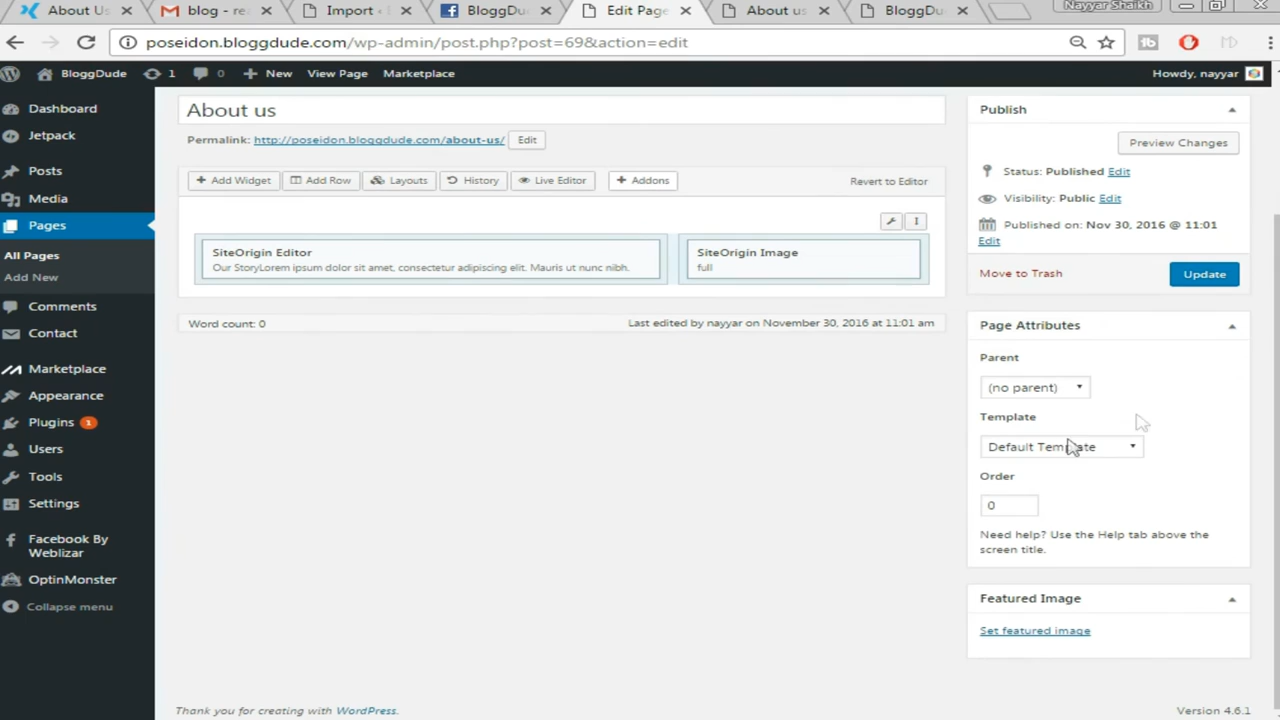 About Us
blog - re
Import <
BloggDu
Edit Page
About us
BloggDu
Nayyar Shaikh
poseidon.bloggdude.com/wp-admin/post.php?post=69&action=edit
BloggDude 1 0 New View Page Marketplace Howdy, nayyar
Dashboard
Jetpack
Posts
Media
Pages
All Pages
Add New
Comments
Contact
Marketplace
Appearance
Plugins 1
Users
Tools
Settings
Facebook By
Weblizar
OptinMonster
Collapse menu
About us
Permalink: http://poseidon.bloggdude.com/about-us/ Edit
Add Widget Add Row Layouts History Live Editor Addons Revert to Editor
SiteOrigin Editor
Our StoryLorem ipsum dolor sit amet, consectetur adipiscing elit. Mauris ut nunc nibh.
SiteOrigin Image
full
Word count: 0 Last edited by nayyar on November 30, 2016 at 11:01 am
Publish
Preview Changes
Status: Published Edit
Visibility: Public Edit
Published on: Nov 30, 2016 @ 11:01
Edit
Move to Trash Update
Page Attributes
Parent
(no parent)
Template
Default Template
Order
0
Need help? Use the Help tab above the
screen title.
Featured Image
Set featured image
Thank you for creating with WordPress. Version 4.6.1